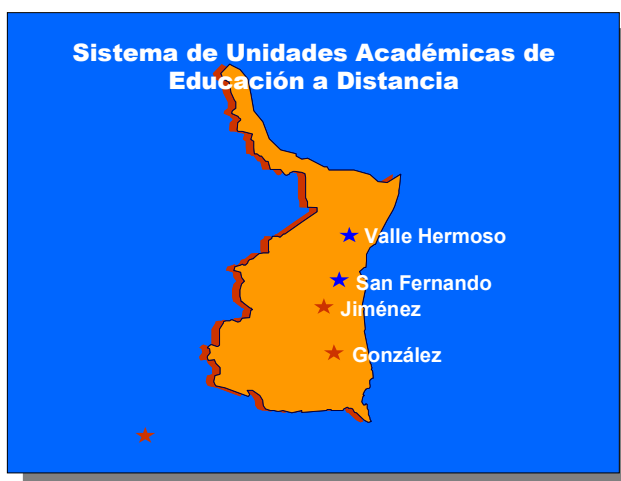 Sistema de Unidades Académicas de
Educación a Distancia
Valle Hermoso
San Fernando
Jiménez
González